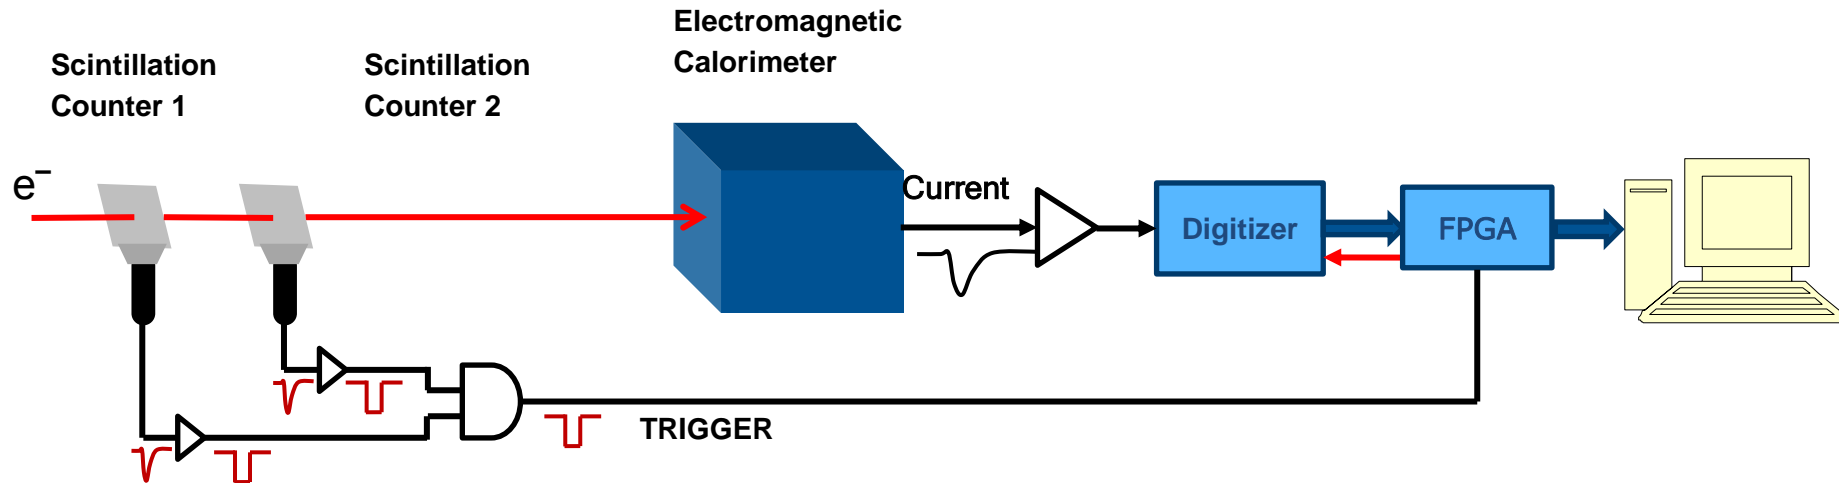 Electromagnetic
Calorimeter
Scintillation
Counter 1
Scintillation
Counter 2
e⁻
Current
Digitizer
FPGA
TRIGGER